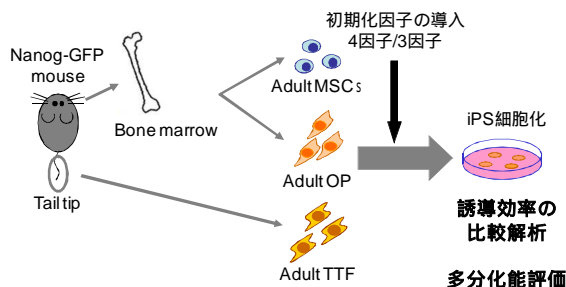 初期化因子の導入
4因子/3因子
Nanog-GFP
mouse
Adult MSCs
Bone marrow
iPS細胞化
Adult OP
Tail tip
誘導効率の
比較解析
Adult TTF
多分化能評価